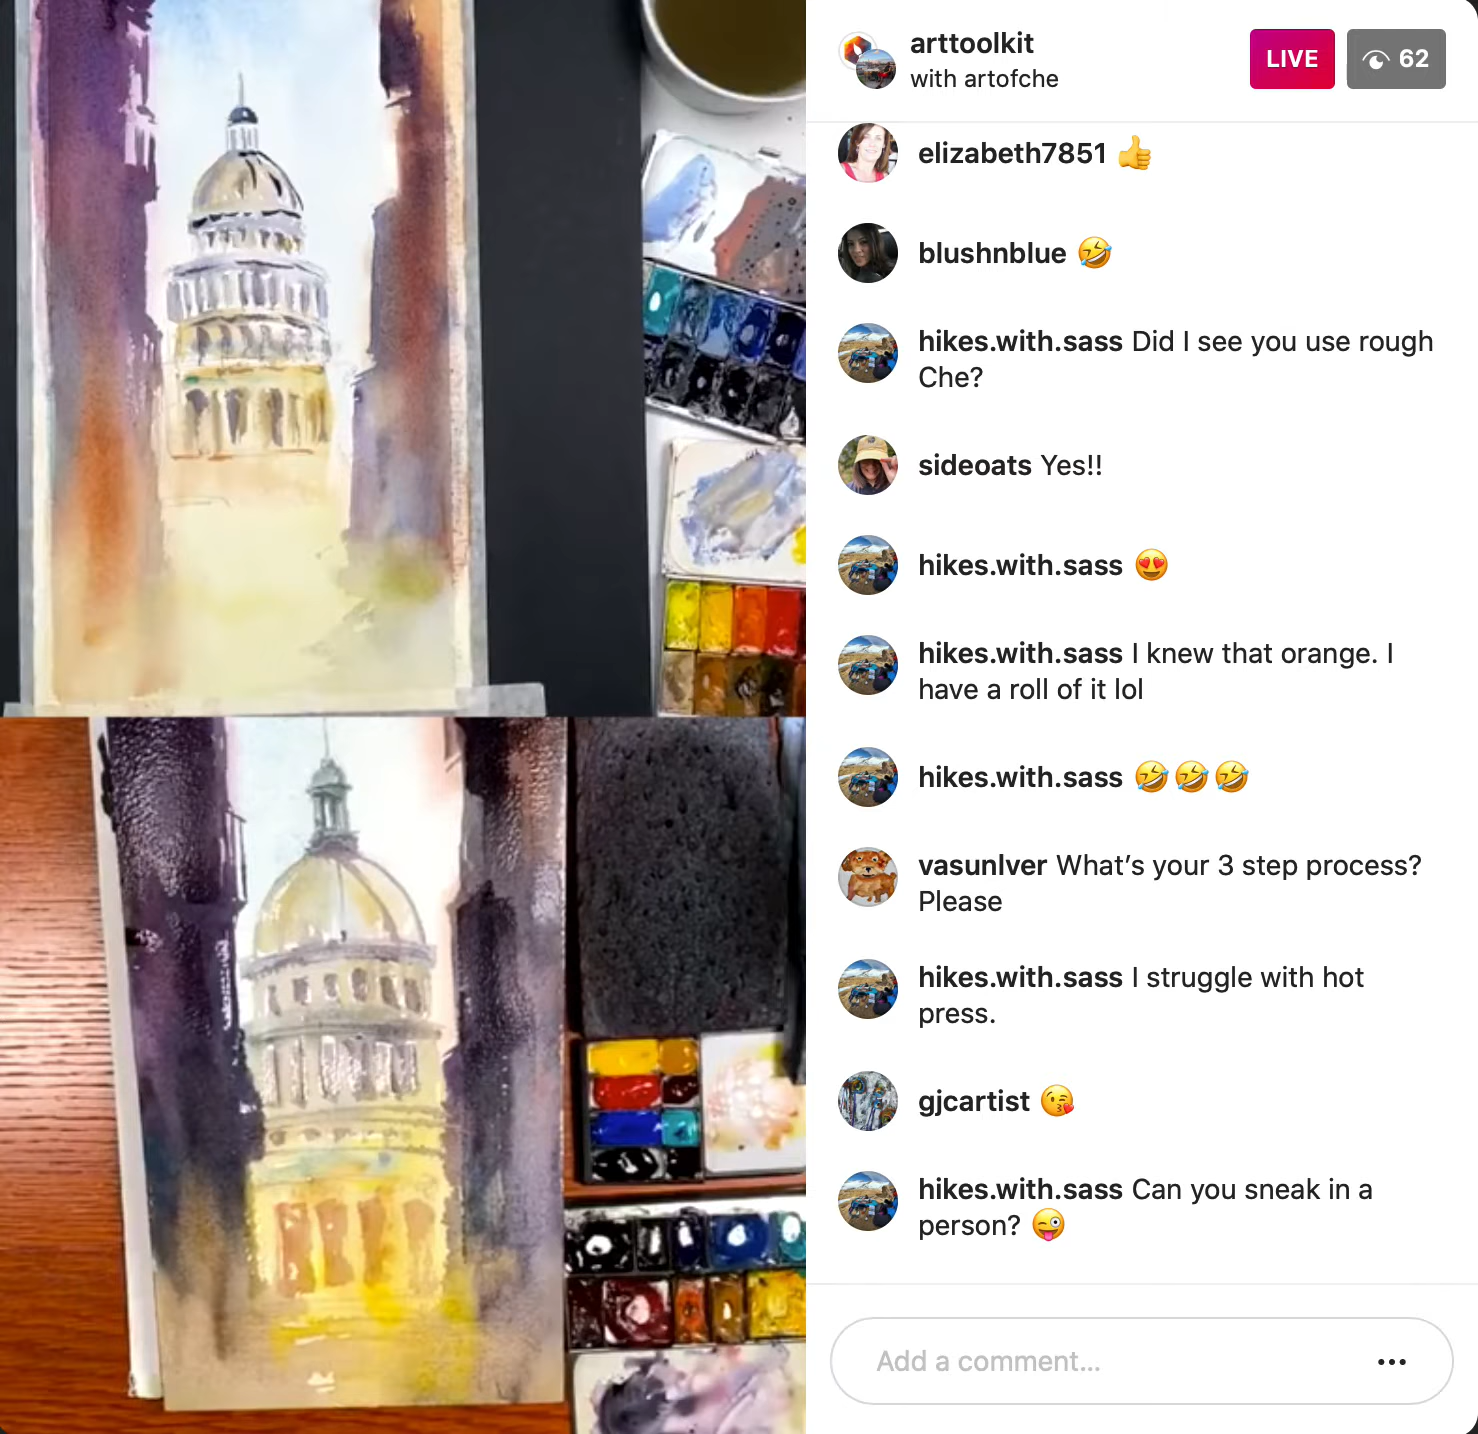 arttoolkit
with artofche
LIVE
62
elizabeth7851 👍
blushnblue 🤣
hikes.with.sass Did I see you use rough
Che?
sideoats Yes!!
hikes.with.sass 😍
hikes.with.sass I knew that orange. I
have a roll of it lol
hikes.with.sass 🤣🤣🤣
vasunlver What’s your 3 step process?
Please
hikes.with.sass I struggle with hot
press.
gjcartist 😘
hikes.with.sass Can you sneak in a
person? 😜
Add a comment...